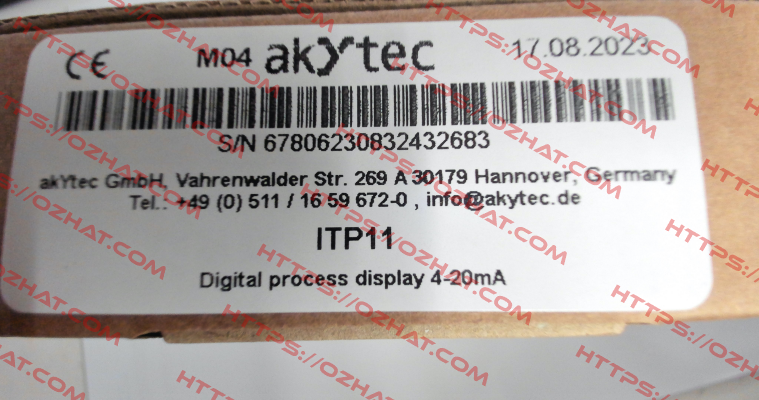 CE M04 akYtec 17.08.2023
S/N 67806230832432683
akYtec GmbH, Vahrenwalder Str. 269 A 30179 Hannover, Germany
Tel.: +49 (0) 511 / 16 59 672-0 , info@akytec.de
ITP11
Digital process display 4-20mA
HTTPS://OZHAT.COM